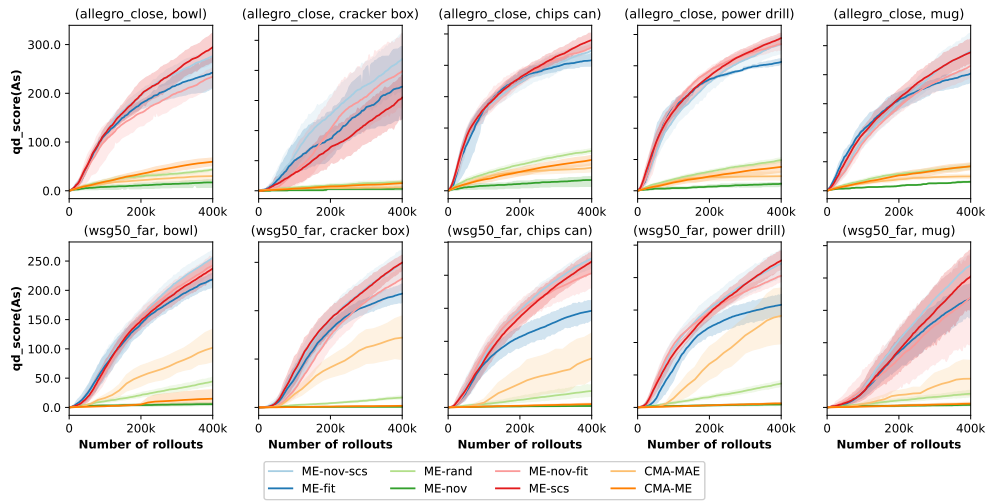 (allegro_close, bowl) (allegro_close, cracker box) (allegro_close, chips can) (allegro_close, power drill) (allegro_close, mug)
300.0
200.0
100.0
0.0
qd_score(As)
0 200k 400k 0 200k 400k 0 200k 400k 0 200k 400k 0 200k 400k
(wsg50_far, bowl) (wsg50_far, cracker box) (wsg50_far, chips can) (wsg50_far, power drill) (wsg50_far, mug)
250.0
200.0
150.0
100.0
50.0
0.0
qd_score(As)
0 200k 400k 0 200k 400k 0 200k 400k 0 200k 400k 0 200k 400k
Number of rollouts Number of rollouts Number of rollouts Number of rollouts Number of rollouts
ME-nov-scs ME-rand ME-nov-fit CMA-MAE
ME-fit ME-nov ME-scs CMA-ME